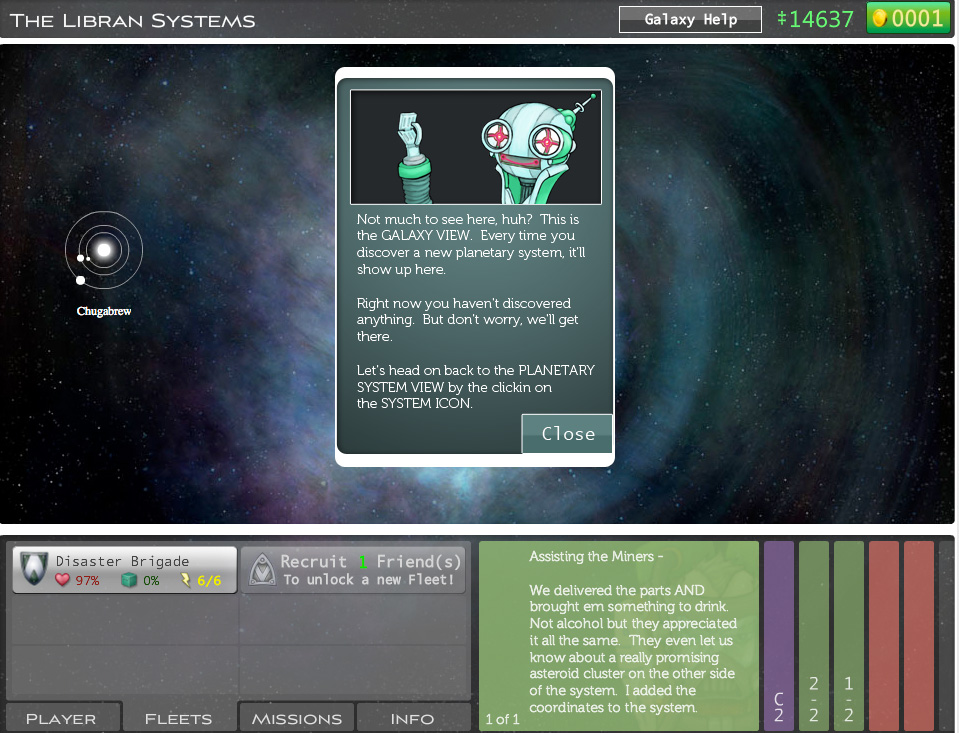 The Libran Systems
Galaxy Help
14637
0001
Not much to see here, huh? This is
the GALAXY VIEW. Every time you
discover a new planetary system, it'll
show up here.
Right now you haven't discovered
anything. But don't worry, we'll get
there.
Let's head on back to the PLANETARY
SYSTEM VIEW by the clickin on
the SYSTEM ICON.
Close
Chugabrew
Disaster Brigade
97%
0%
6/6
Recruit 1 Friend(s)
To unlock a new Fleet!
Assisting the Miners -
We delivered the parts AND
brought em something to drink.
Not alcohol but they appreciated
it all the same. They even let us
know about a really promising
asteroid cluster on the other side
of the system. I added the
coordinates to the system.
1 of 1
C2
2-2
1-2
PLAYER
FLEETS
MISSIONS
INFO